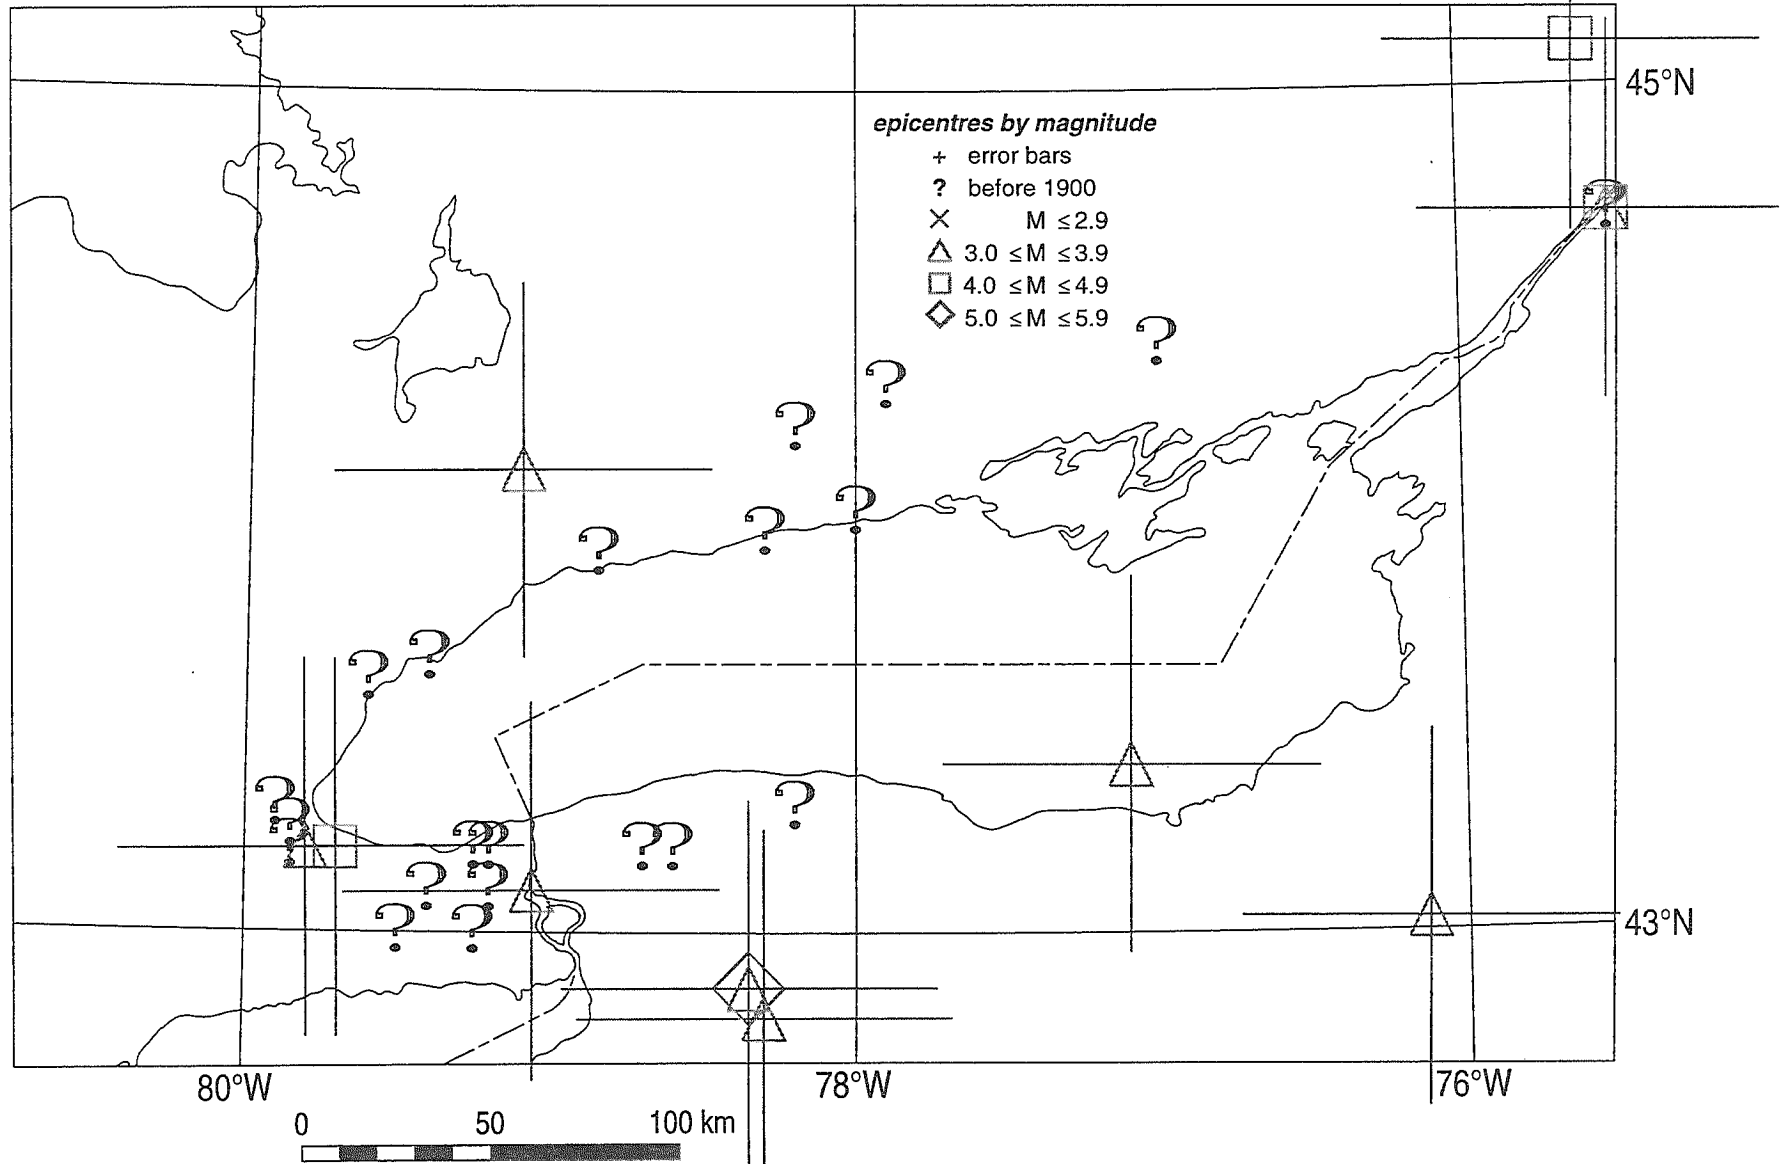 45°N
epicentres by magnitude
+ error bars
? before 1900
× M ≤2.9
△ 3.0 ≤M ≤3.9
□ 4.0 ≤M ≤4.9
◇ 5.0 ≤M ≤5.9
43°N
80°W 78°W 76°W
0 50 100 km